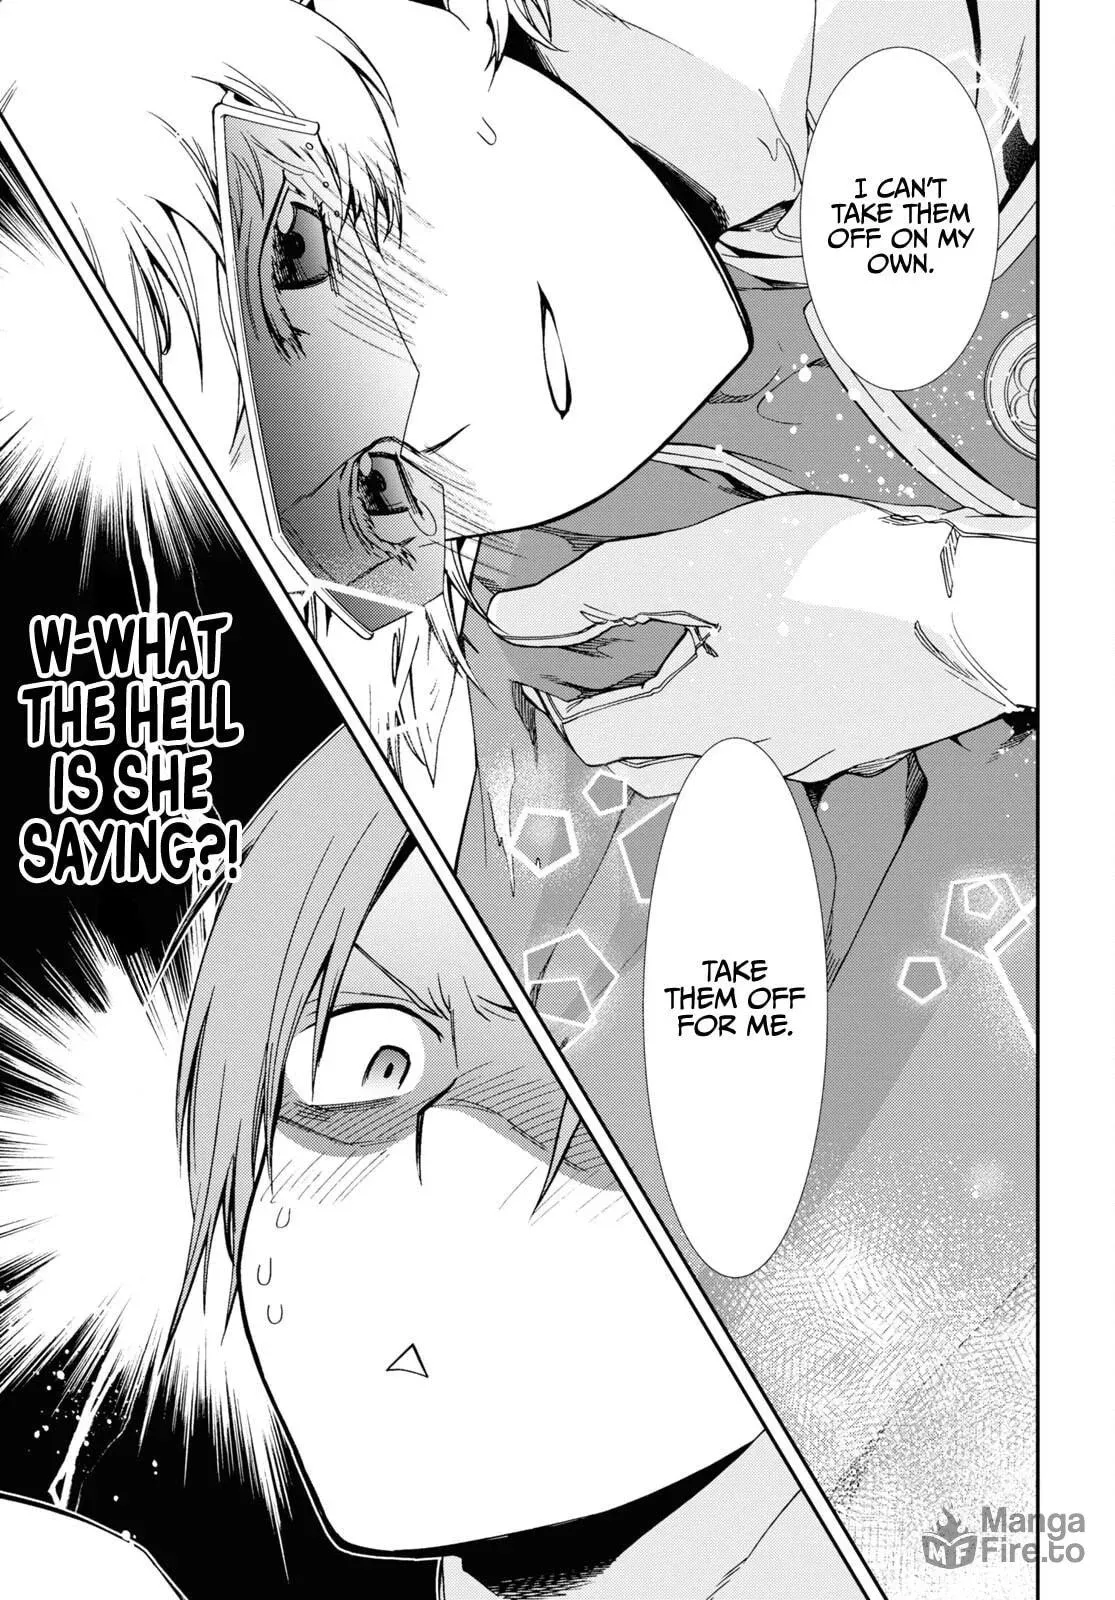 I CAN'T
TAKE THEM
OFF ON MY
OWN.
TAKE
THEM OFF
FOR ME.
W-WHAT
THE HELL
IS SHE
SAYING?!
MF
Manga
Fire.to